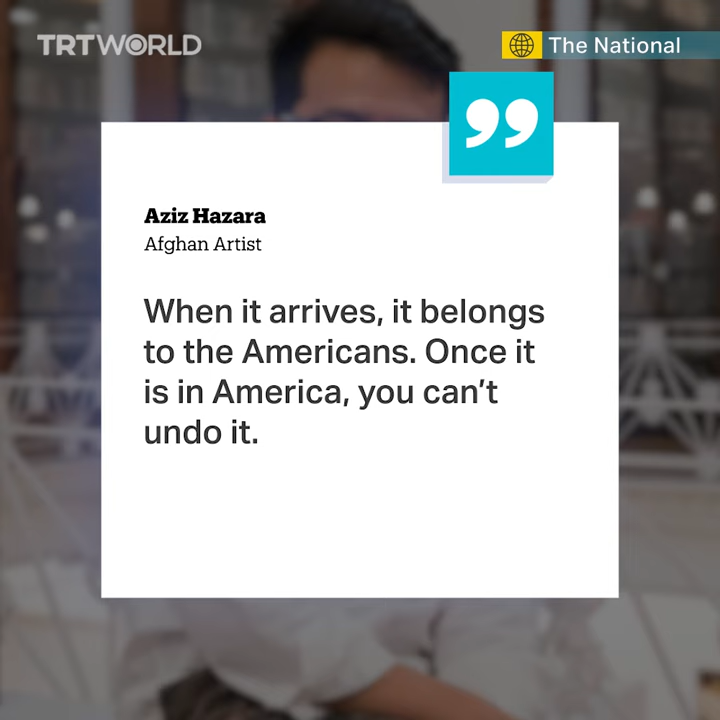 TRTWORLD
The National
”
Aziz Hazara
Afghan Artist
When it arrives, it belongs
to the Americans. Once it
is in America, you can’t
undo it.